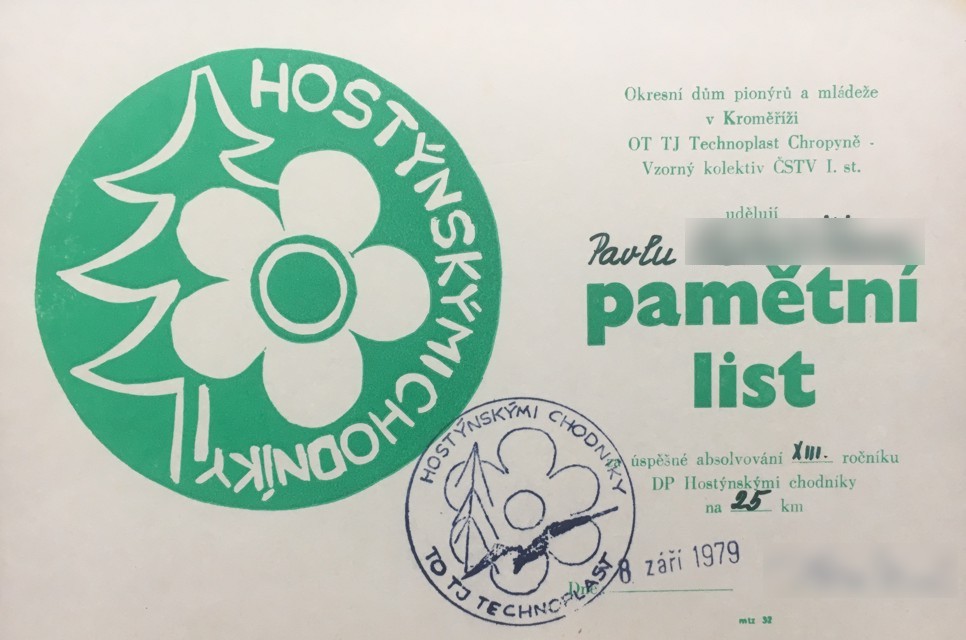 HOSTÝNSKÝMI CHODNÍKY
Okresní dům pionýrů a mládeže
v Kroměříži
OT TJ Technoplast Chropyně -
Vzorný kolektiv ČSTV I. st.
udělují
Pavlu
pamětní
list
úspěšné absolvování XIII. ročníku
DP Hostýnskými chodníky
na 25 km
HOSTÝNSKÝMI CHODNÍKY
TO TJ TECHNOPLAST
Dne 8 září 1979
mtz 32